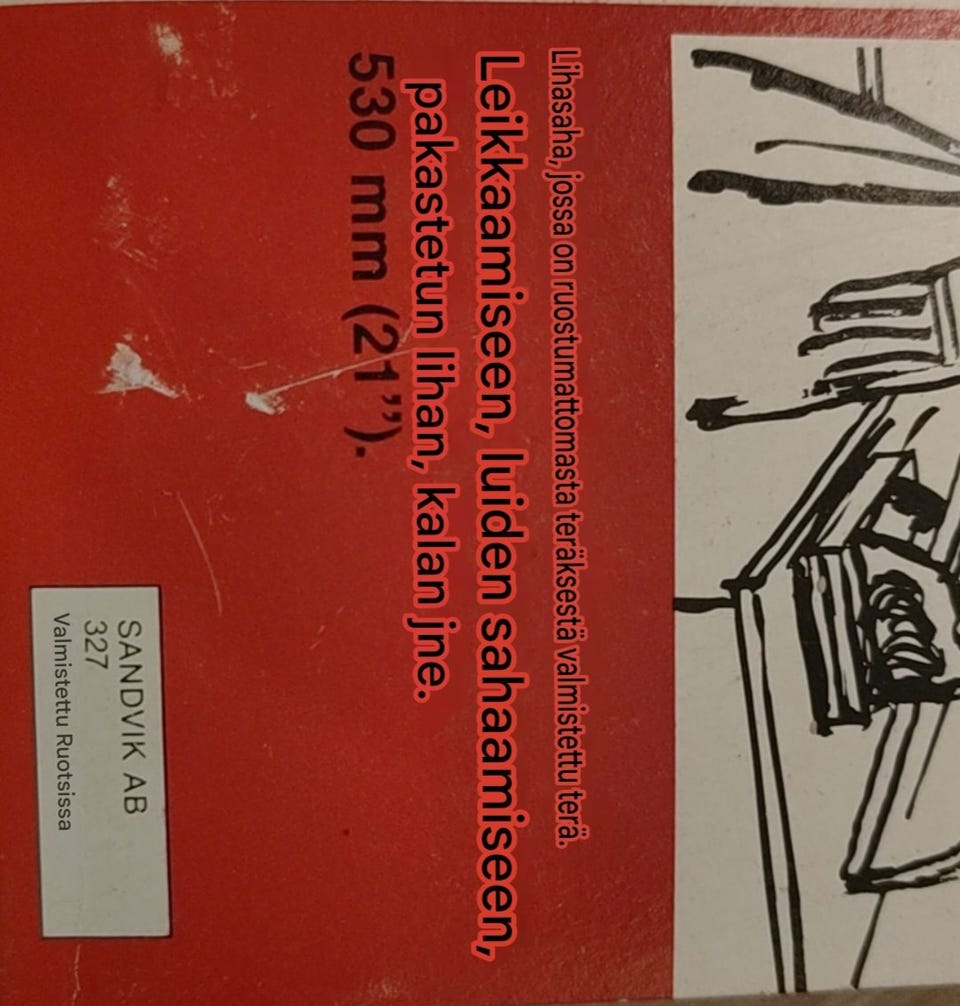 Lihasaha, jossa on ruostumattomasta teräksestä valmistettu terä.
Leikkaamiseen, luiden sahaamiseen,
pakastetun lihan, kalan jne.
530 mm (21”).
SANDVIK AB
327
Valmistettu Ruotsissa